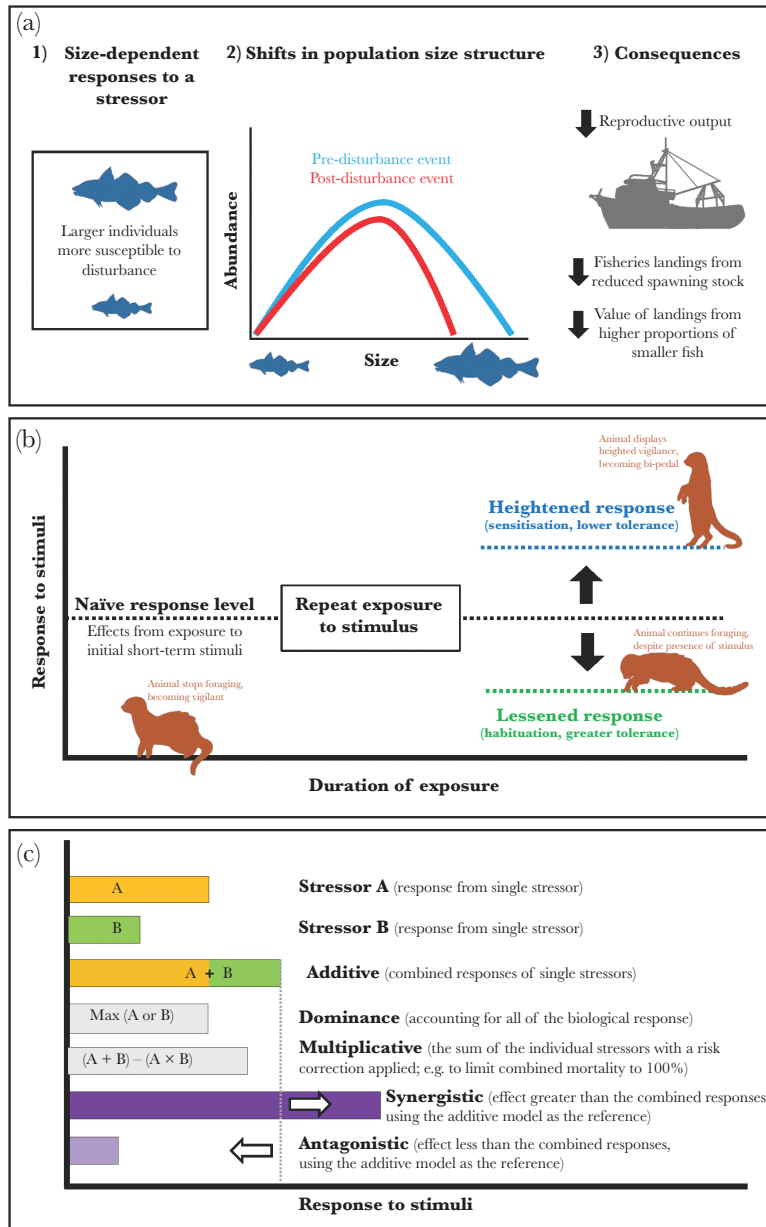 (a)
1) Size-dependent
responses to a
stressor
Larger individuals
more susceptible to
disturbance
2) Shifts in population size structure
Pre-disturbance event
Post-disturbance event
Abundance
Size
3) Consequences
Reproductive output
Fisheries landings from
reduced spawning stock
Value of landings from
higher proportions of
smaller fish
(b)
Response to stimuli
Naïve response level
Effects from exposure to
initial short-term stimuli
Animal stops foraging,
becoming vigilant
Repeat exposure
to stimulus
Animal displays
heighted vigilance,
becoming bi-pedal
Heightened response
(sensitisation, lower tolerance)
Animal continues foraging,
despite presence of stimulus
Lessened response
(habituation, greater tolerance)
Duration of exposure
(c)
A
Stressor A (response from single stressor)
B
Stressor B (response from single stressor)
A + B
Additive (combined responses of single stressors)
Max (A or B)
Dominance (accounting for all of the biological response)
(A + B) – (A × B)
Multiplicative (the sum of the individual stressors with a risk
correction applied; e.g. to limit combined mortality to 100%)
Synergistic (effect greater than the combined responses,
using the additive model as the reference)
Antagonistic (effect less than the combined responses,
using the additive model as the reference)
Response to stimuli